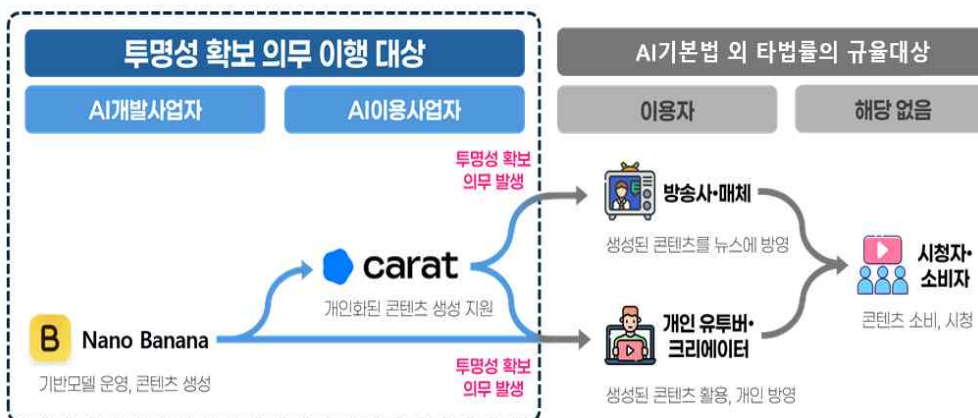 투명성 확보 의무 이행 대상
AI기본법 외 타법률의 규율대상
AI개발사업자
AI이용사업자
이용자
해당 없음
투명성 확보
의무 발생
방송사•매체
생성된 콘텐츠를 뉴스에 방영
carat
개인화된 콘텐츠 생성 지원
시청자•
소비자
콘텐츠 소비, 시청
B
Nano Banana
기반모델 운영, 콘텐츠 생성
투명성 확보
의무 발생
개인 유투버•
크리에이터
생성된 콘텐츠 활용, 개인 방영